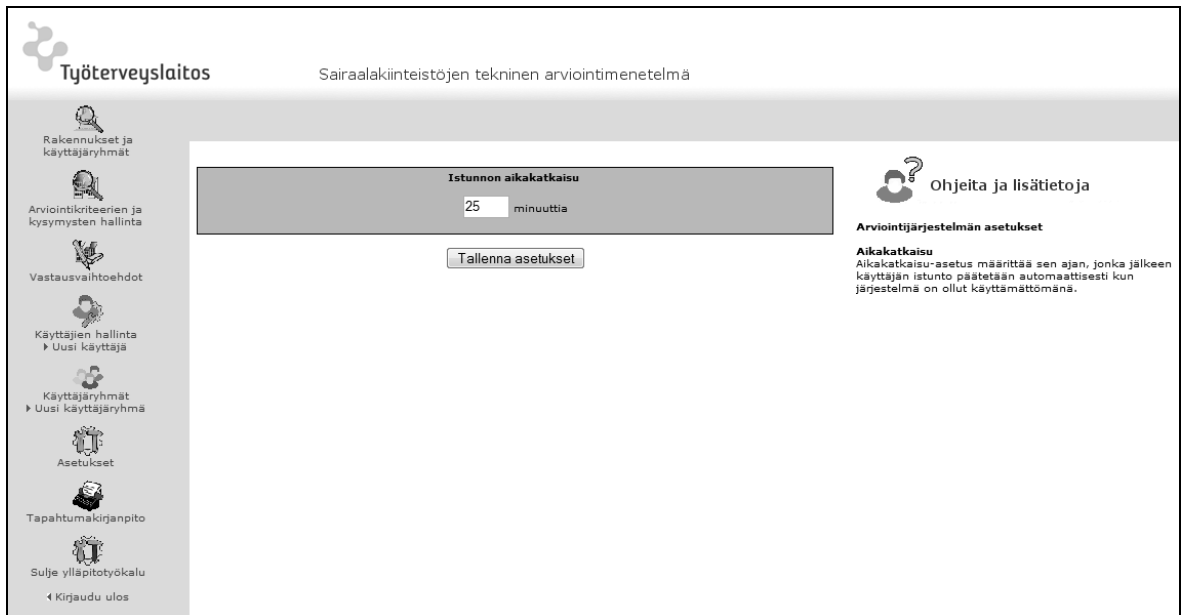 Työterveyslaitos
Sairaalakiinteistöjen tekninen arviointimenetelmä
Rakennukset ja
käyttäjäryhmät
Arviointikriteerien ja
kysymysten hallinta
Vastausvaihtoehdot
Käyttäjien hallinta
Uusi käyttäjä
Käyttäjäryhmät
Uusi käyttäjäryhmä
Asetukset
Tapahtumakirjanpito
Sulje ylläpitotyökalu
Kirjaudu ulos
Istunnon aikakatkaisu
25 minuuttia
Tallenna asetukset
Ohjeita ja lisätietoja
Arviointijärjestelmän asetukset
Aikakatkaisu
Aikakatkaisu-asetus määrittää sen ajan, jonka jälkeen
käyttäjän istunto päätetään automaattisesti kun
järjestelmä on ollut käyttämättömänä.